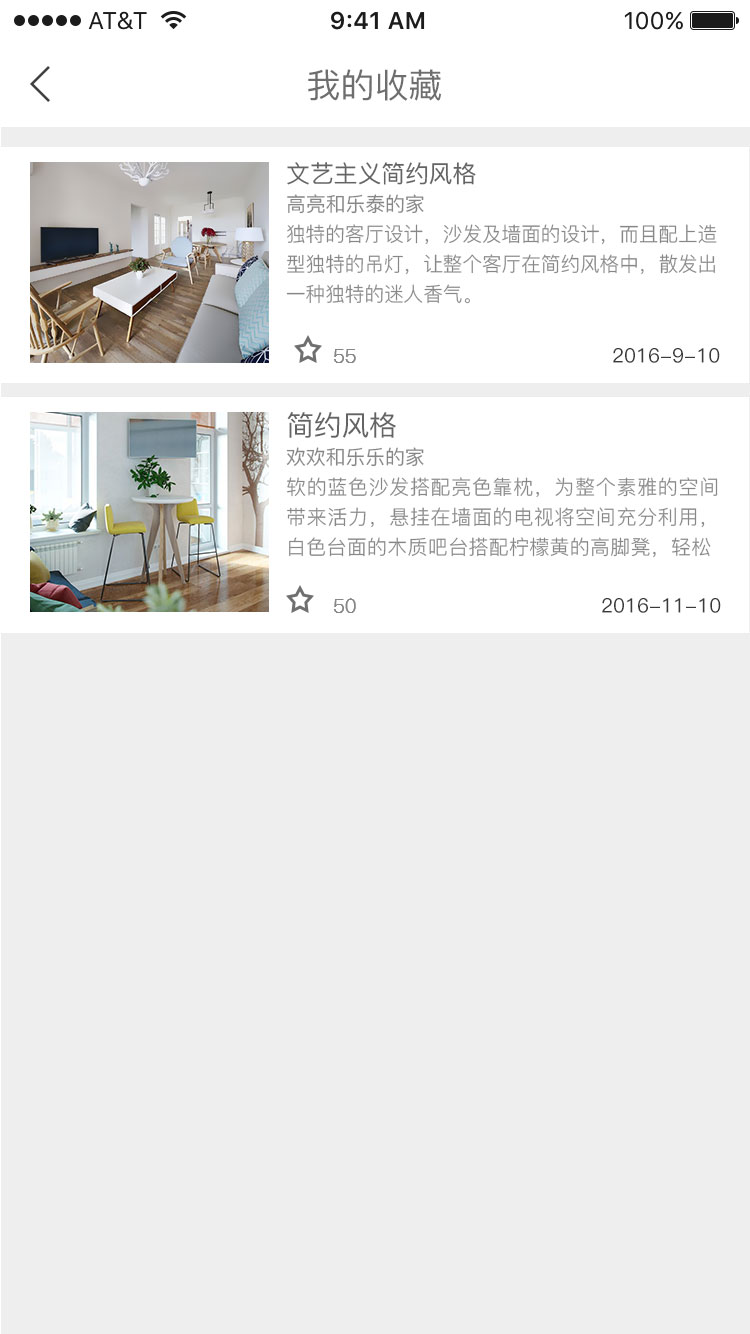 AT&T 9:41 AM 100%
我的收藏
文艺主义简约风格
高亮和乐泰的家
独特的客厅设计，沙发及墙面的设计，而且配上造
型独特的吊灯，让整个客厅在简约风格中，散发出
一种独特的迷人香气。
55 2016-9-10
简约风格
欢欢和乐乐的家
软的蓝色沙发搭配亮色靠枕，为整个素雅的空间
带来活力，悬挂在墙面的电视将空间充分利用，
白色台面的木质吧台搭配柠檬黄的高脚凳，轻松
50 2016-11-10